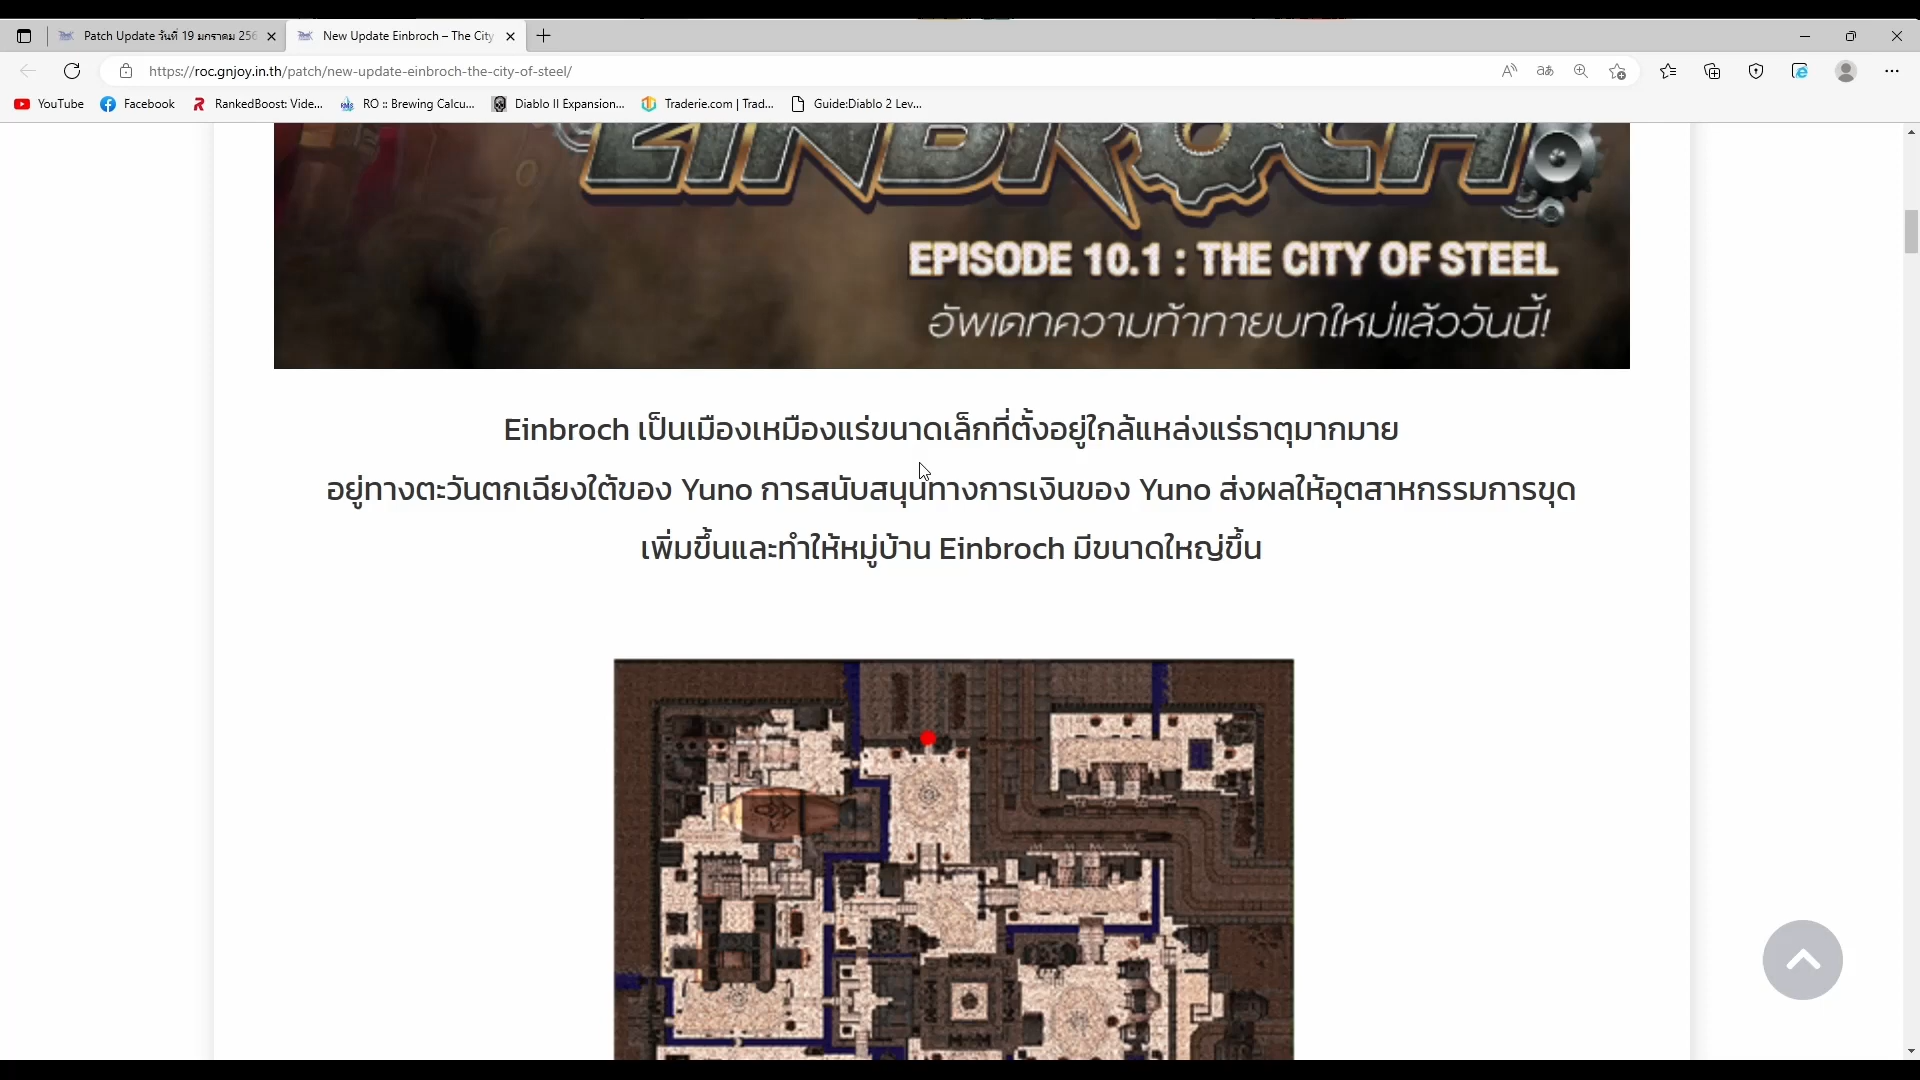 Patch Update วันที่ 19 มกราคม 256
New Update Einbroch – The City
https://roc.gnjoy.in.th/patch/new-update-einbroch-the-city-of-steel/
YouTube
Facebook
RankedBoost: Vide...
RO :: Brewing Calcu...
Diablo II Expansion...
Traderie.com | Trad...
Guide:Diablo 2 Lev...
EINBROCH
EPISODE 10.1 : THE CITY OF STEEL
อัพเดทความท้าทายบทใหม่แล้ววันนี้!
Einbroch เป็นเมืองเหมืองแร่ขนาดเล็กที่ตั้งอยู่ใกล้แหล่งแร่ธาตุมากมาย
อยู่ทางตะวันตกเฉียงใต้ของ Yuno การสนับสนุนทางการเงินของ Yuno ส่งผลให้อุตสาหกรรมการขุด
เพิ่มขึ้นและทำให้หมู่บ้าน Einbroch มีขนาดใหญ่ขึ้น